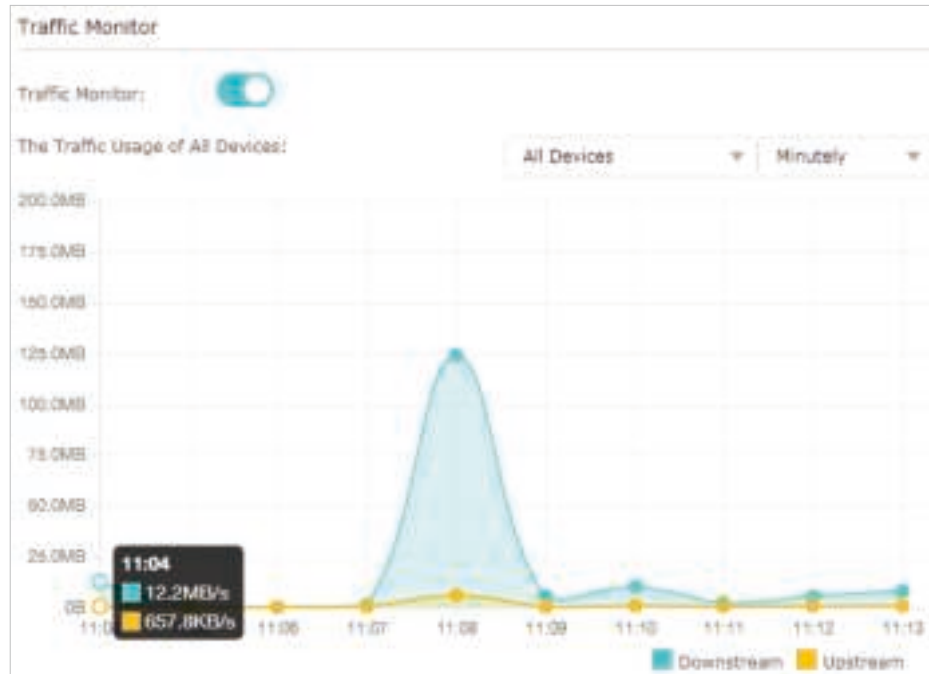 Traffic Monitor
Traffic Monitor:
The Traffic Usage of All Devices:
All Devices
Minutely
200.0MB
175.0MB
150.0MB
125.0MB
100.0MB
75.0MB
50.0MB
25.0MB
0B
11:04
12.2MB/s
657.8KB/s
11:0
11:06
11:07
11:08
11:09
11:10
11:11
11:12
11:13
Downstream
Upstream